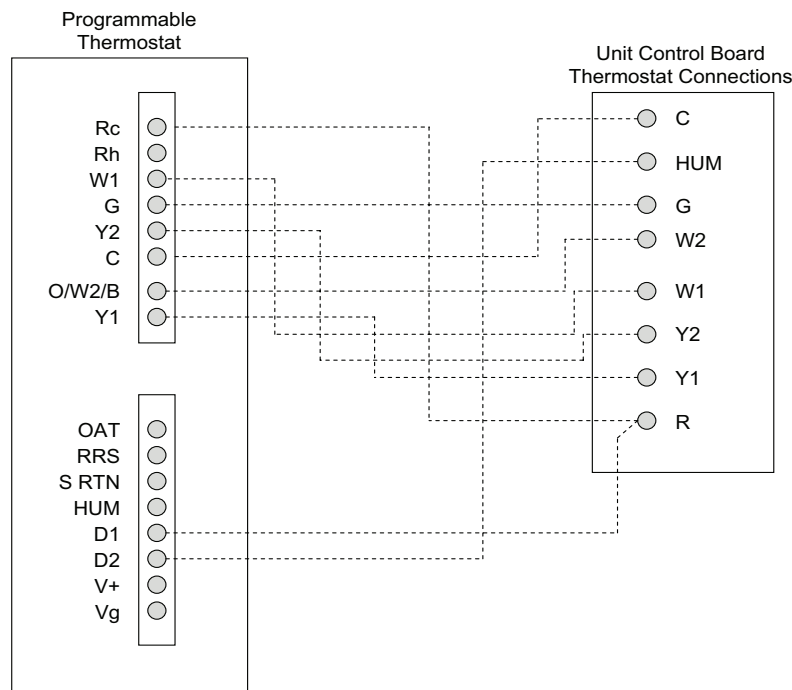 Programmable
Thermostat
Rc
Rh
W1
G
Y2
C
O/W2/B
Y1
OAT
RRS
S RTN
HUM
D1
D2
V+
Vg
Unit Control Board
Thermostat Connections
C
HUM
G
W2
W1
Y2
Y1
R